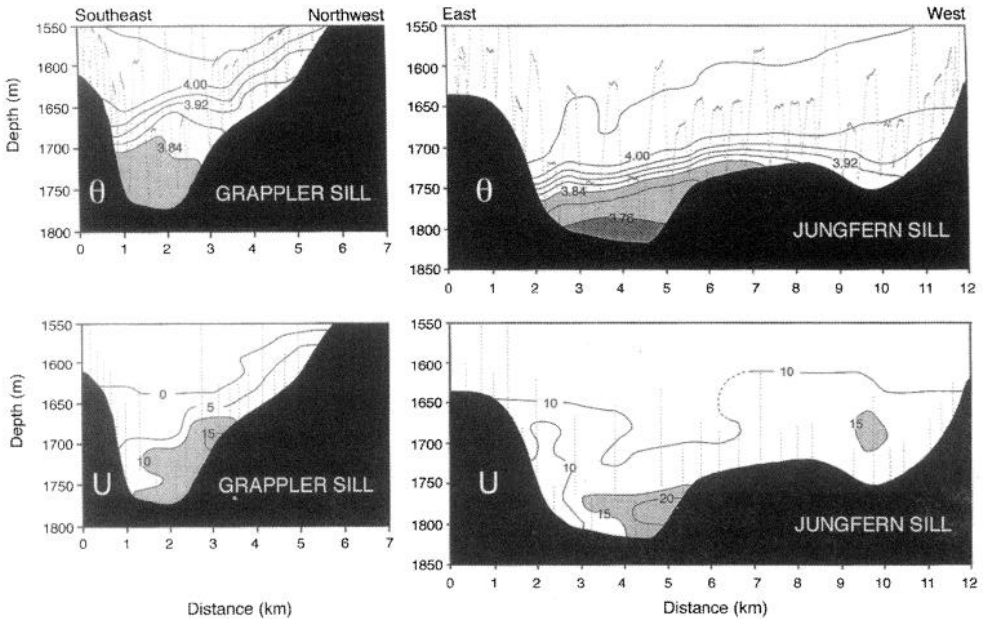 Southeast Northwest
1550
1600
1650
1700
1750
1800
Depth (m)
4.00
3.92
3.84
θ
GRAPPLER SILL
0 1 2 3 4 5 6 7
East West
1550
1600
1650
1700
1750
1800
1850
4.00
3.92
3.84
3.76
θ
JUNGFERN SILL
0 1 2 3 4 5 6 7 8 9 10 11 12
1550
1600
1650
1700
1750
1800
Depth (m)
0
5
15
10
U
GRAPPLER SILL
0 1 2 3 4 5 6 7
Distance (km)
1550
1600
1650
1700
1750
1800
1850
10
10
10
15
20
15
U
JUNGFERN SILL
0 1 2 3 4 5 6 7 8 9 10 11 12
Distance (km)